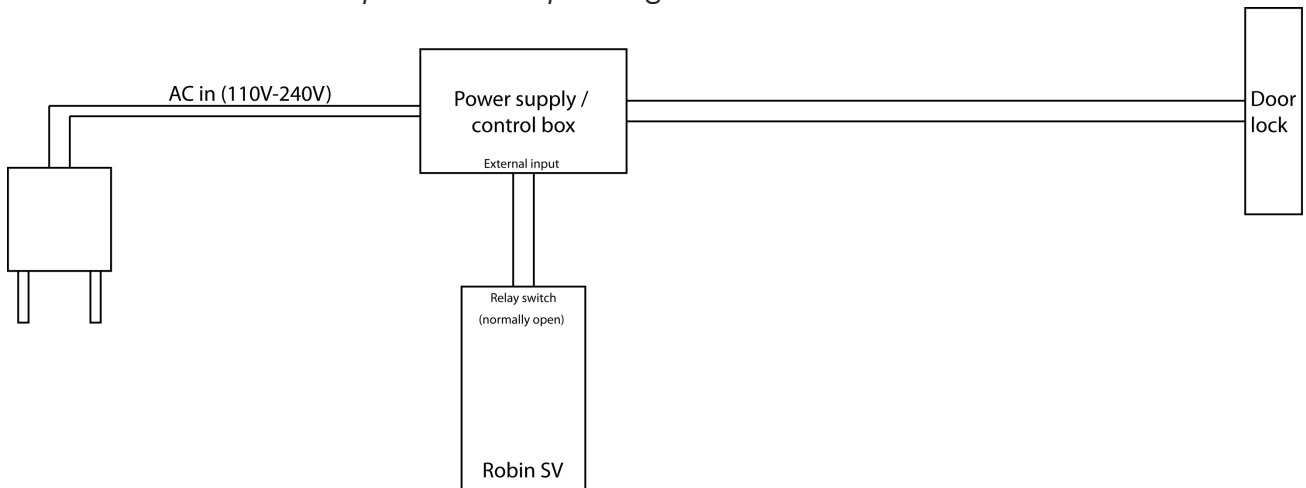 AC in (110V-240V)
Power supply /
control box
External input
Door
lock
Relay switch
(normally open)
Robin SV